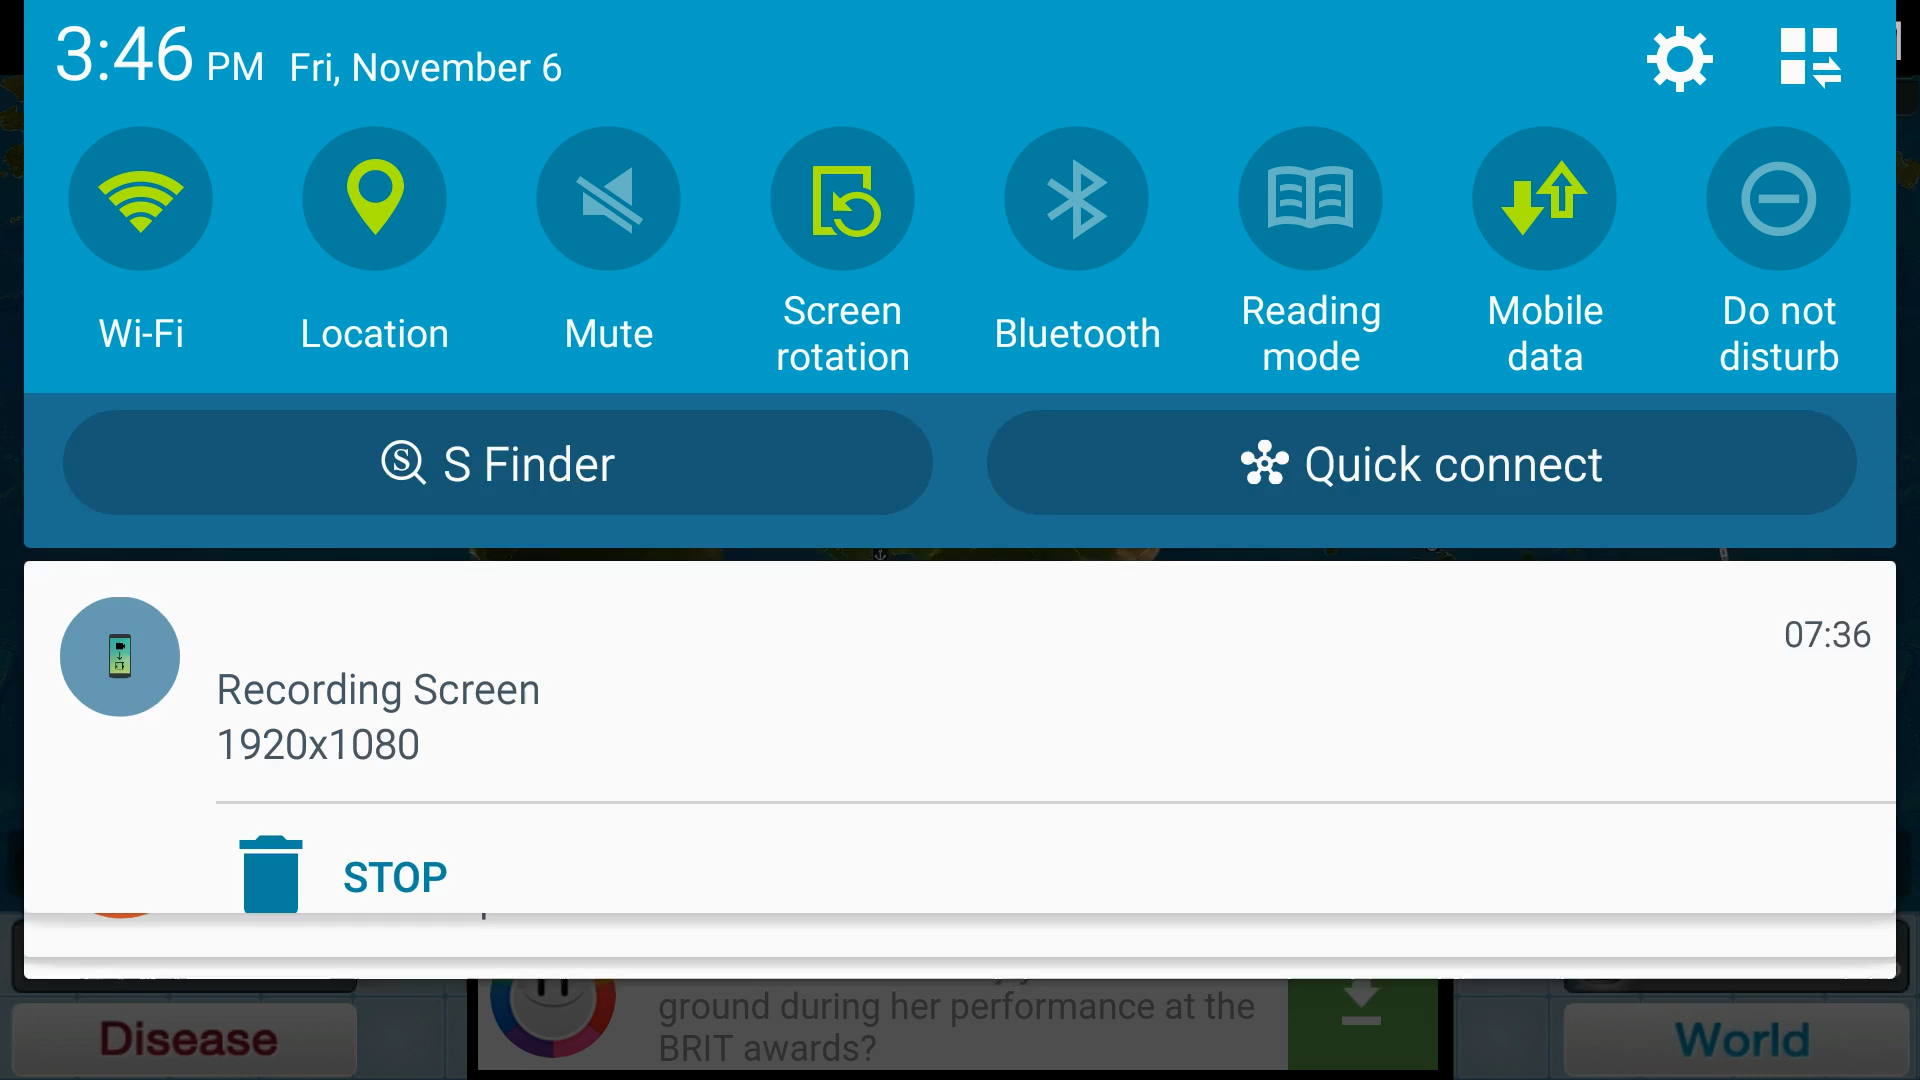 3:46 PM Fri, November 6
Wi-Fi
Location
Mute
Screen
rotation
Bluetooth
Reading
mode
Mobile
data
Do not
disturb
S Finder
Quick connect
07:36
Recording Screen
1920x1080
STOP
ground during her performance at the
BRIT awards?
Disease
World